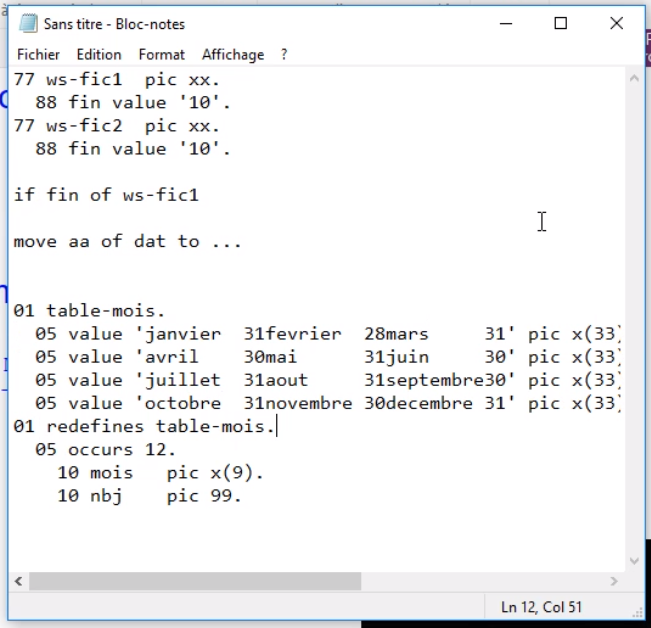 Sans titre - Bloc-notes
Fichier Edition Format Affichage ?
77 ws-fic1  pic xx.
  88 fin value '10'.
77 ws-fic2  pic xx.
  88 fin value '10'.
if fin of ws-fic1
move aa of dat to ...
01 table-mois.
  05 value 'janvier  31fevrier  28mars     31' pic x(33)
  05 value 'avril    30mai      31juin     30' pic x(33)
  05 value 'juillet  31aout     31septembre30' pic x(33)
  05 value 'octobre  31novembre 30decembre 31' pic x(33)
01 redefines table-mois.
  05 occurs 12.
    10 mois   pic x(9).
    10 nbj    pic 99.
Ln 12, Col 51